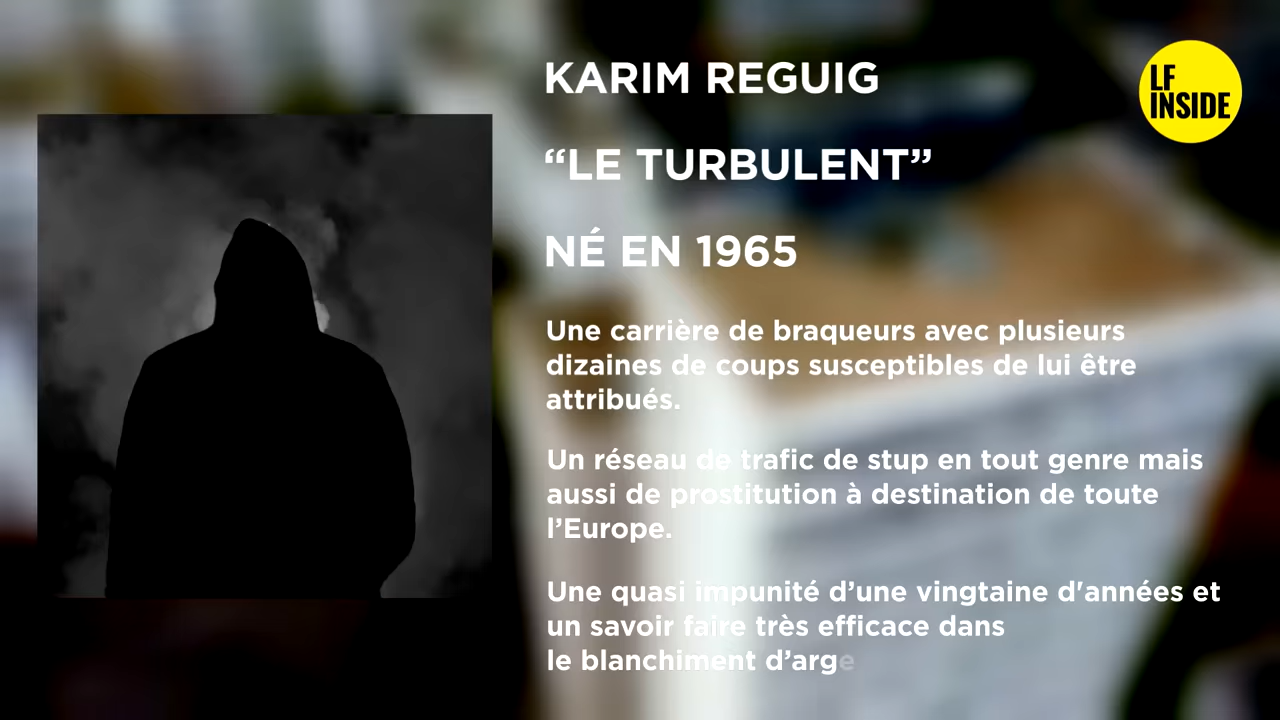 KARIM REGUIG
LF
INSIDE
“LE TURBULENT”
NÉ EN 1965
Une carrière de braqueurs avec plusieurs
dizaines de coups susceptibles de lui être
attribués.
Un réseau de trafic de stup en tout genre mais
aussi de prostitution à destination de toute
l’Europe.
Une quasi impunité d’une vingtaine d'années et
un savoir faire très efficace dans
le blanchiment d’arge